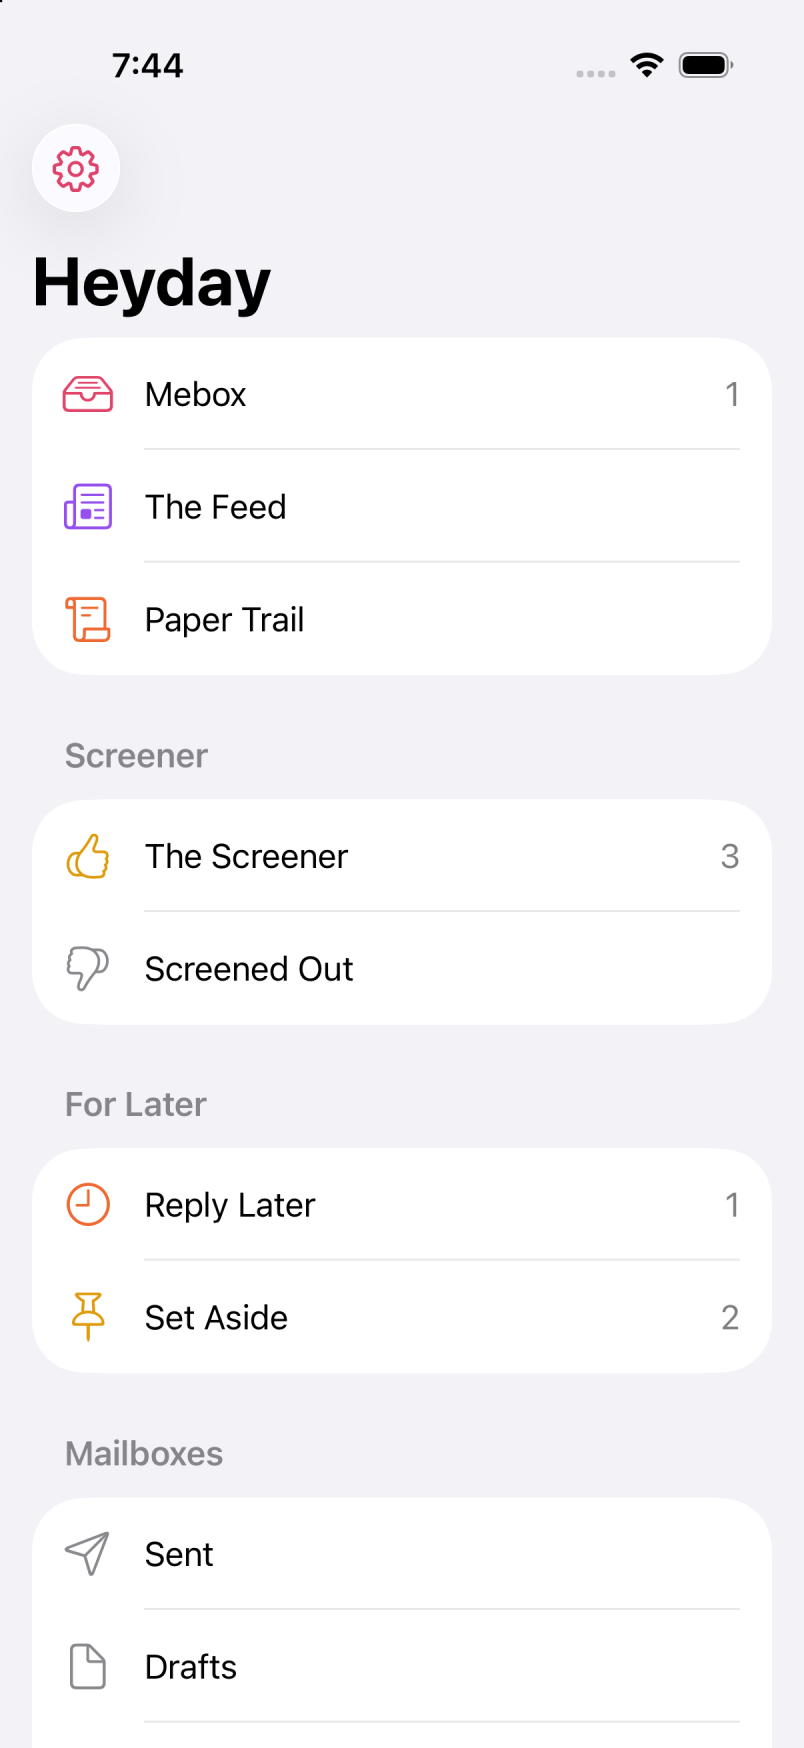 7:44
Heyday
Mebox 1
The Feed
Paper Trail
Screener
The Screener 3
Screened Out
For Later
Reply Later 1
Set Aside 2
Mailboxes
Sent
Drafts